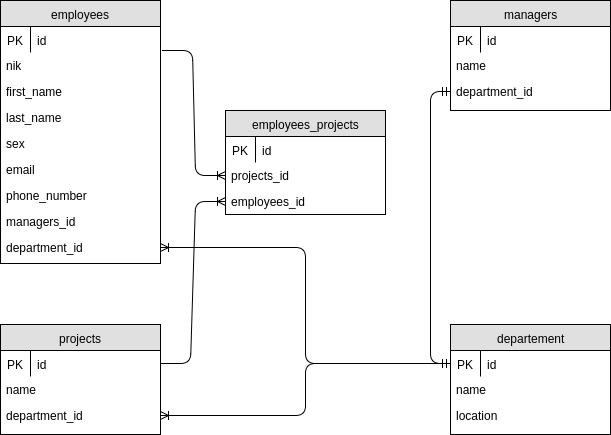 employees
PK id
nik
first_name
last_name
sex
email
phone_number
managers_id
department_id
managers
PK id
name
department_id
employees_projects
PK id
projects_id
employees_id
projects
PK id
name
department_id
departement
PK id
name
location